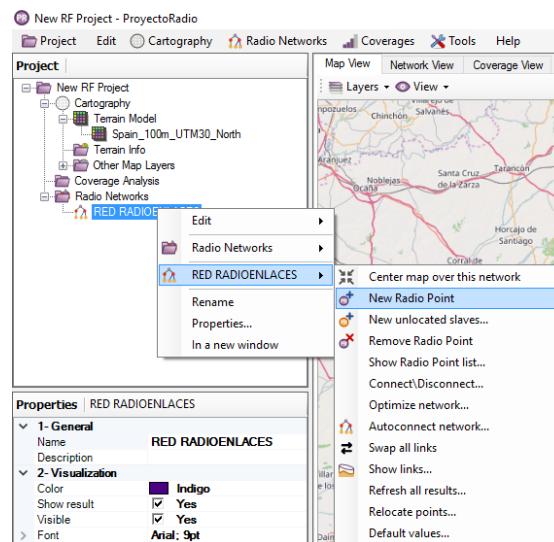 New RF Project - ProyectoRadio
Project Edit Cartography Radio Networks Coverages Tools Help
Project
New RF Project
Cartography
Terrain Model
Spain_100m_UTM30_North
Terrain Info
Other Map Layers
Coverage Analysis
Radio Networks
RED RADIOENLACES
Map View Network View Coverage View
Layers View
Chinchón
Salvanés
Aranjuez
Noblejas
Ocaña
Santa Cruz
de la Zarza
Tarancón
Horcajo de
Santiago
Corral de
Edit
Radio Networks
RED RADIOENLACES
Rename
Properties...
In a new window
Center map over this network
New Radio Point
New unlocated slaves...
Remove Radio Point
Show Radio Point list...
Connect\Disconnect...
Optimize network...
Autoconnect network...
Swap all links
Show links...
Refresh all results...
Relocate points...
Default values...
Properties RED RADIOENLACES
1- General
Name RED RADIOENLACES
Description
2- Visualization
Color Indigo
Show result Yes
Visible Yes
Font Arial; 9pt